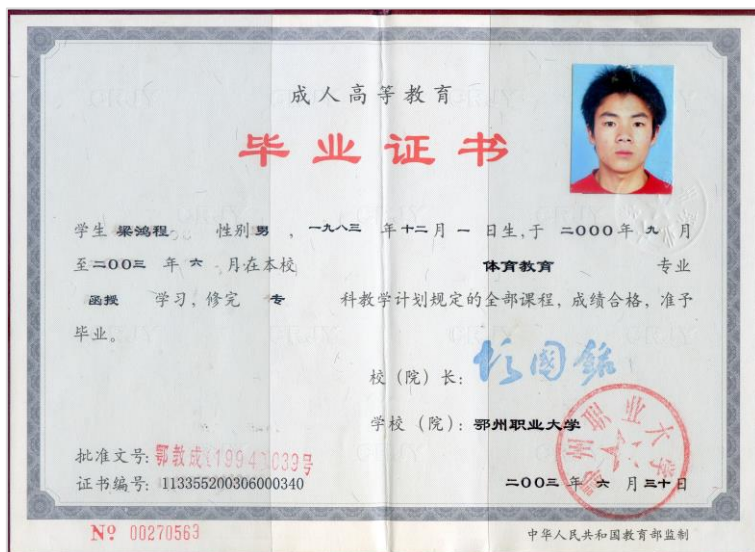 成人高等教育
毕业证书
学生 梁鸿程 性别 男 ，一九八三 年 十二 月 一 日生，于 二000 年 九 月
至 二00三 年 六 月在本校 体育教育 专业
函授 学习，修完 专 科教学计划规定的全部课程，成绩合格，准予
毕业。
校（院）长：
学校（院）：鄂州职业大学
批准文号：鄂教成(1994)039号
证书编号：113355200306000340
二00三 年 六 月 三十 日
鄂州职业大学
Nº 00270563
中华人民共和国教育部监制